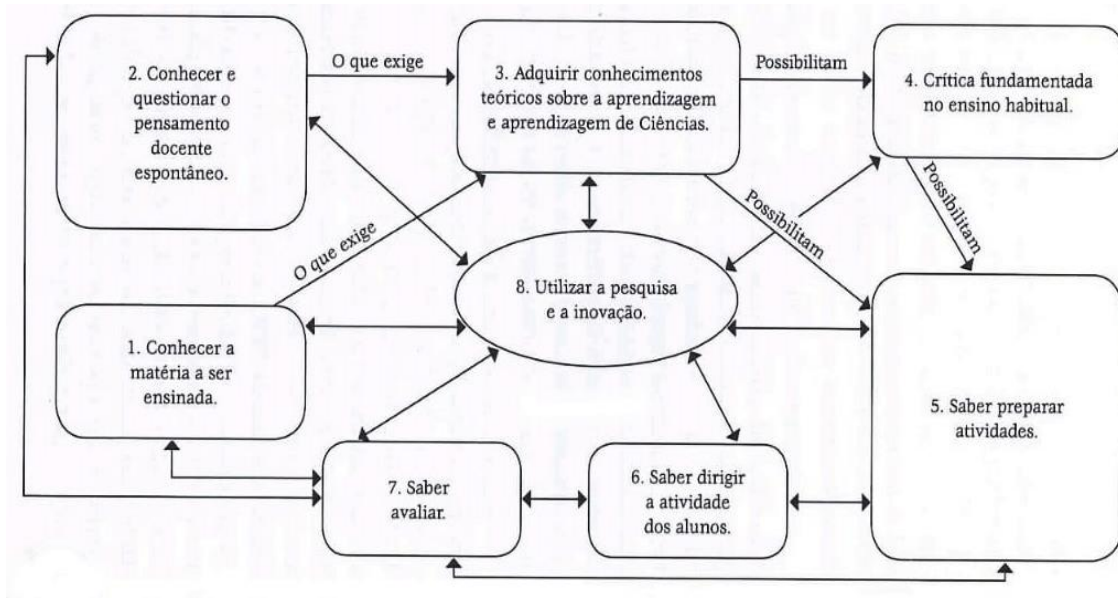 2. Conhecer e
questionar o
pensamento
docente
espontâneo.
O que exige
3. Adquirir conhecimentos
teóricos sobre a aprendizagem
e aprendizagem de Ciências.
Possibilitam
4. Crítica fundamentada
no ensino habitual.
O que exige
Possibilitam
Possibilitam
8. Utilizar a pesquisa
e a inovação.
1. Conhecer a
matéria a ser
ensinada.
5. Saber preparar
atividades.
7. Saber
avaliar.
6. Saber dirigir
a atividade
dos alunos.